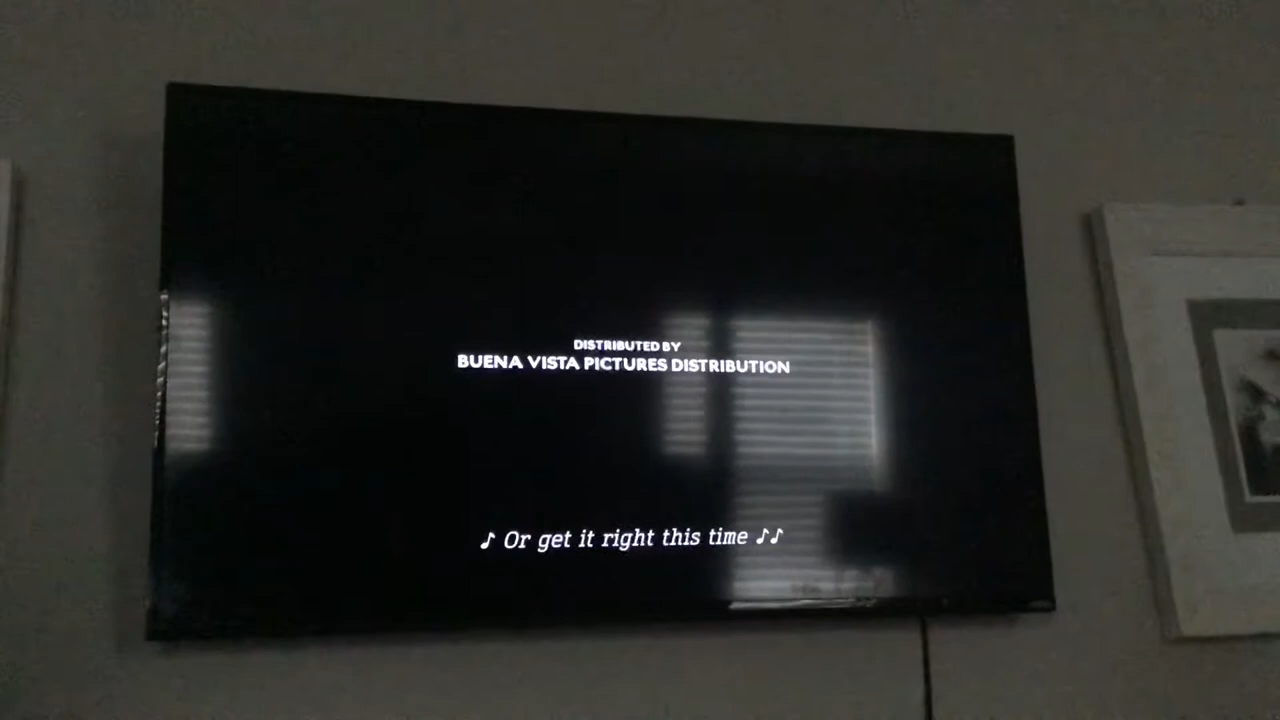 DISTRIBUTED BY
BUENA VISTA PICTURES DISTRIBUTION
♪ Or get it right this time ♪♪